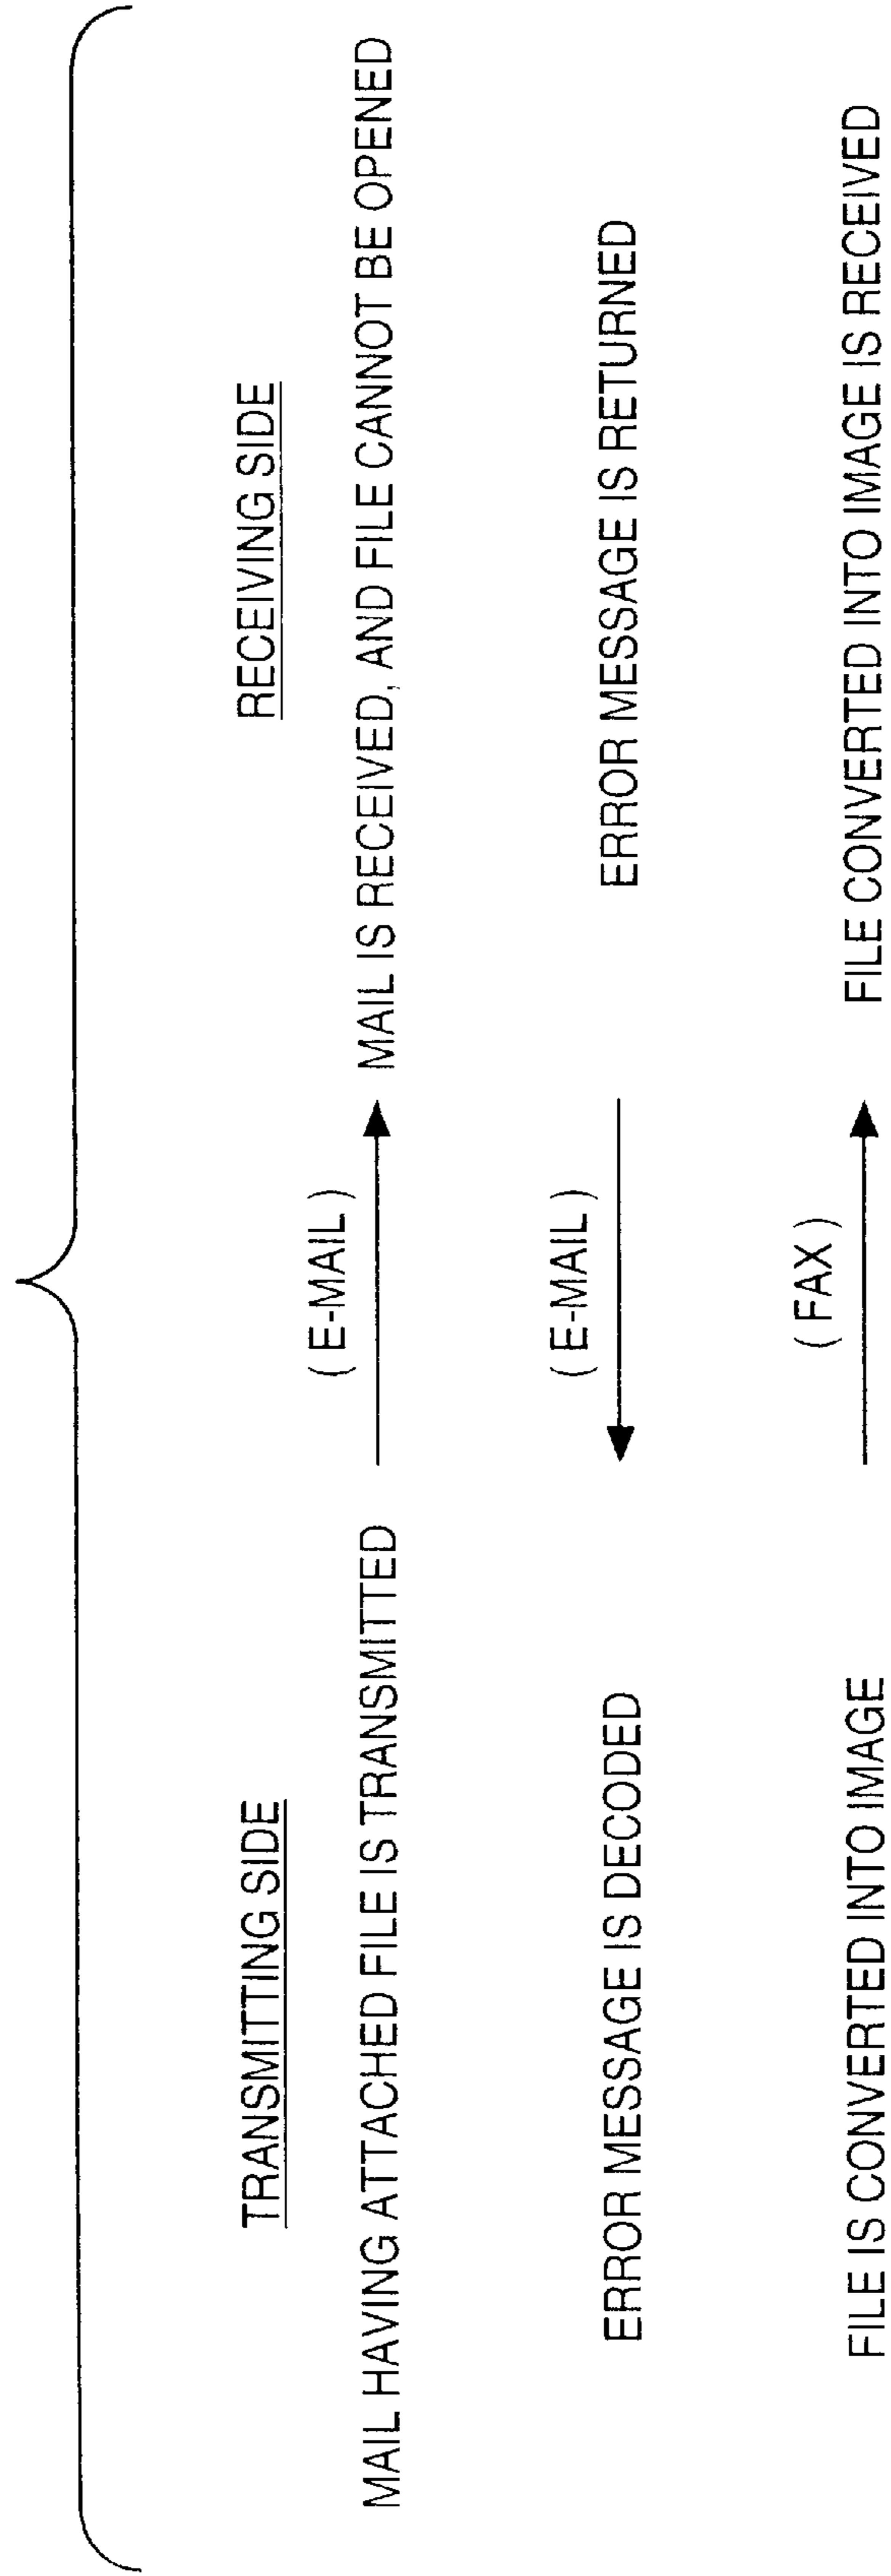 TRANSMITTING SIDE
RECEIVING SIDE
MAIL HAVING ATTACHED FILE IS TRANSMITTED
( E-MAIL )
MAIL IS RECEIVED, AND FILE CANNOT BE OPENED
ERROR MESSAGE IS DECODED
( E-MAIL )
ERROR MESSAGE IS RETURNED
FILE IS CONVERTED INTO IMAGE
( FAX )
FILE CONVERTED INTO IMAGE IS RECEIVED